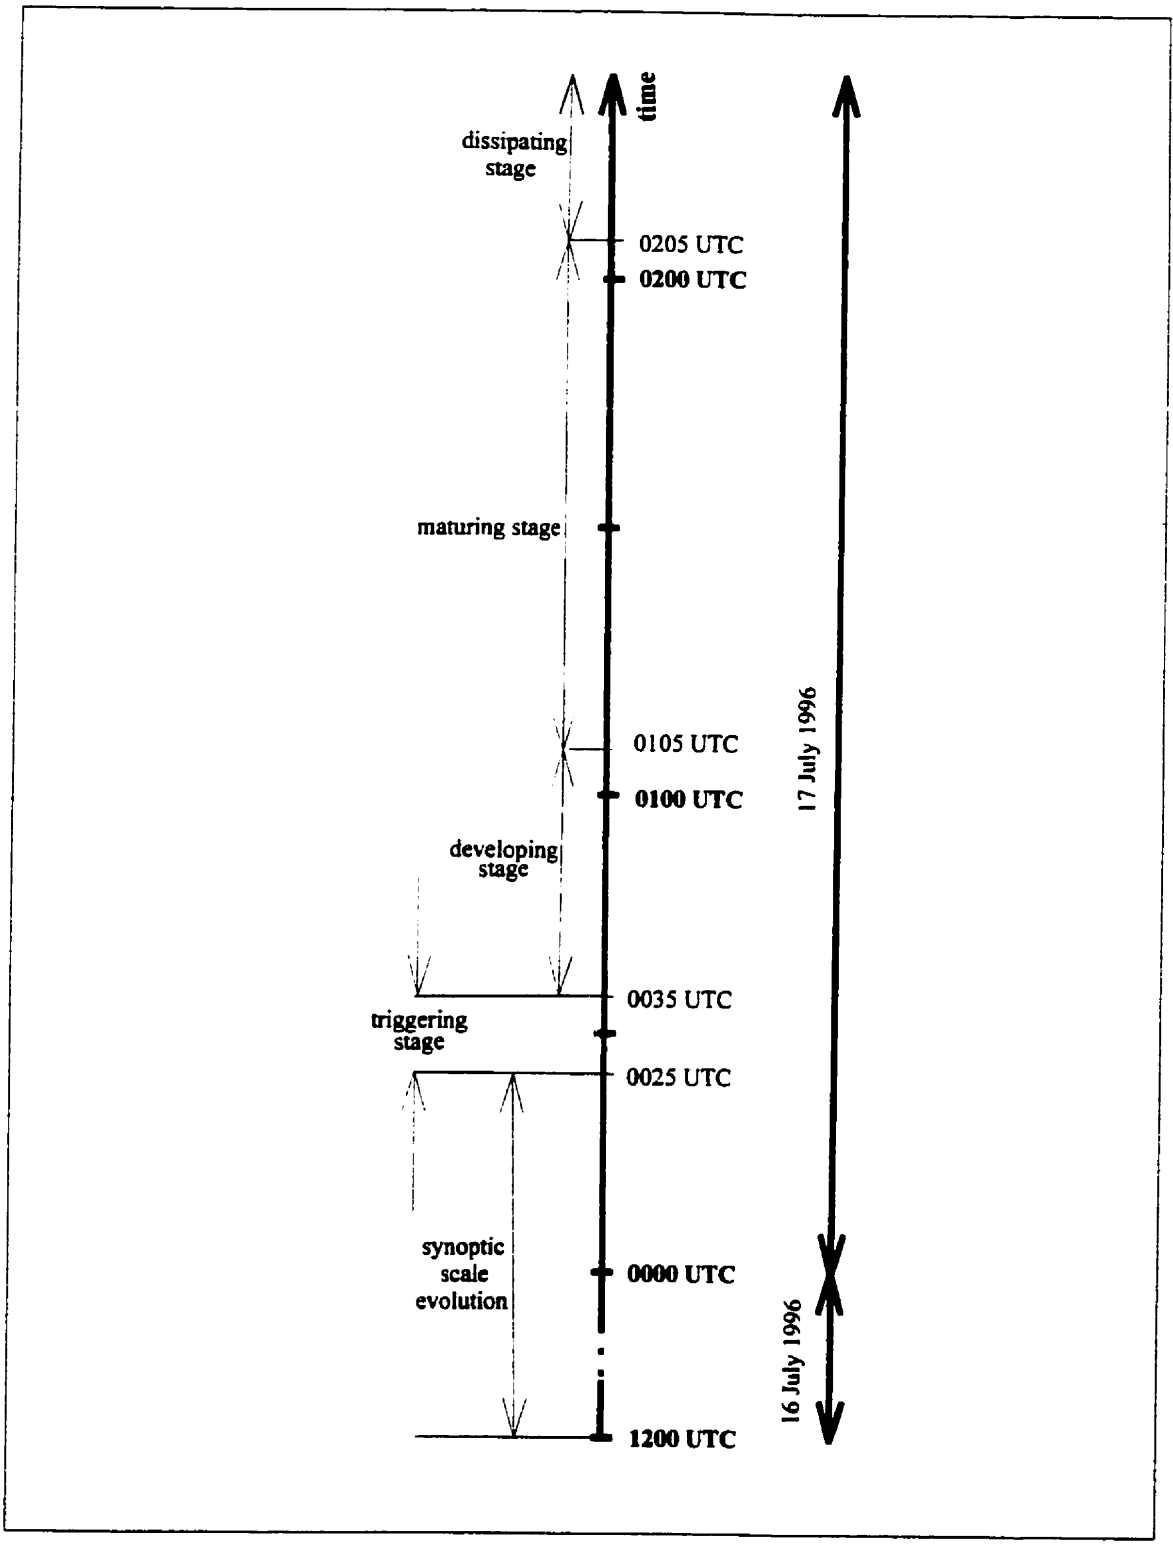 time
dissipating
stage
0205 UTC
0200 UTC
maturing stage
17 July 1996
0105 UTC
0100 UTC
developing
stage
0035 UTC
triggering
stage
0025 UTC
synoptic
scale
evolution
0000 UTC
16 July 1996
1200 UTC